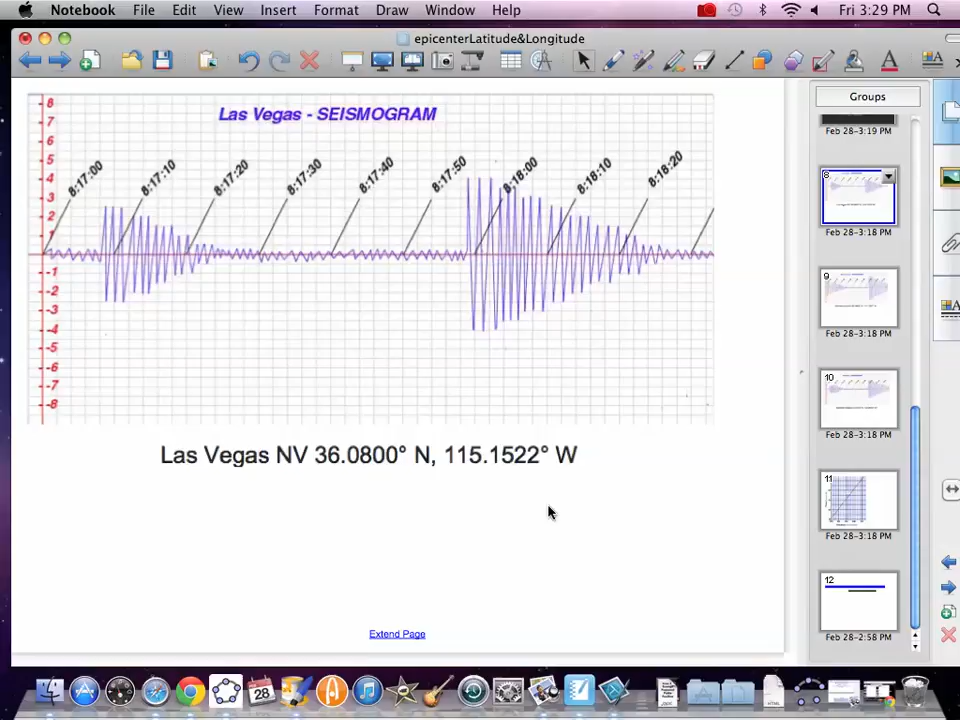 Notebook File Edit View Insert Format Draw Window Help Fri 3:29 PM
epicenterLatitude&Longitude
Groups
Las Vegas - SEISMOGRAM
8
7
6
5
4
3
2
1
-1
-2
-3
-4
-5
-6
-7
-8
8:17:00
8:17:10
8:17:20
8:17:30
8:17:40
8:17:50
8:18:00
8:18:10
8:18:20
Las Vegas NV 36.0800° N, 115.1522° W
Extend Page
Feb 28-3:19 PM
8
Feb 28-3:18 PM
9
Feb 28-3:18 PM
10
Feb 28-3:18 PM
11
Feb 28-3:18 PM
12
Feb 28-2:58 PM
28